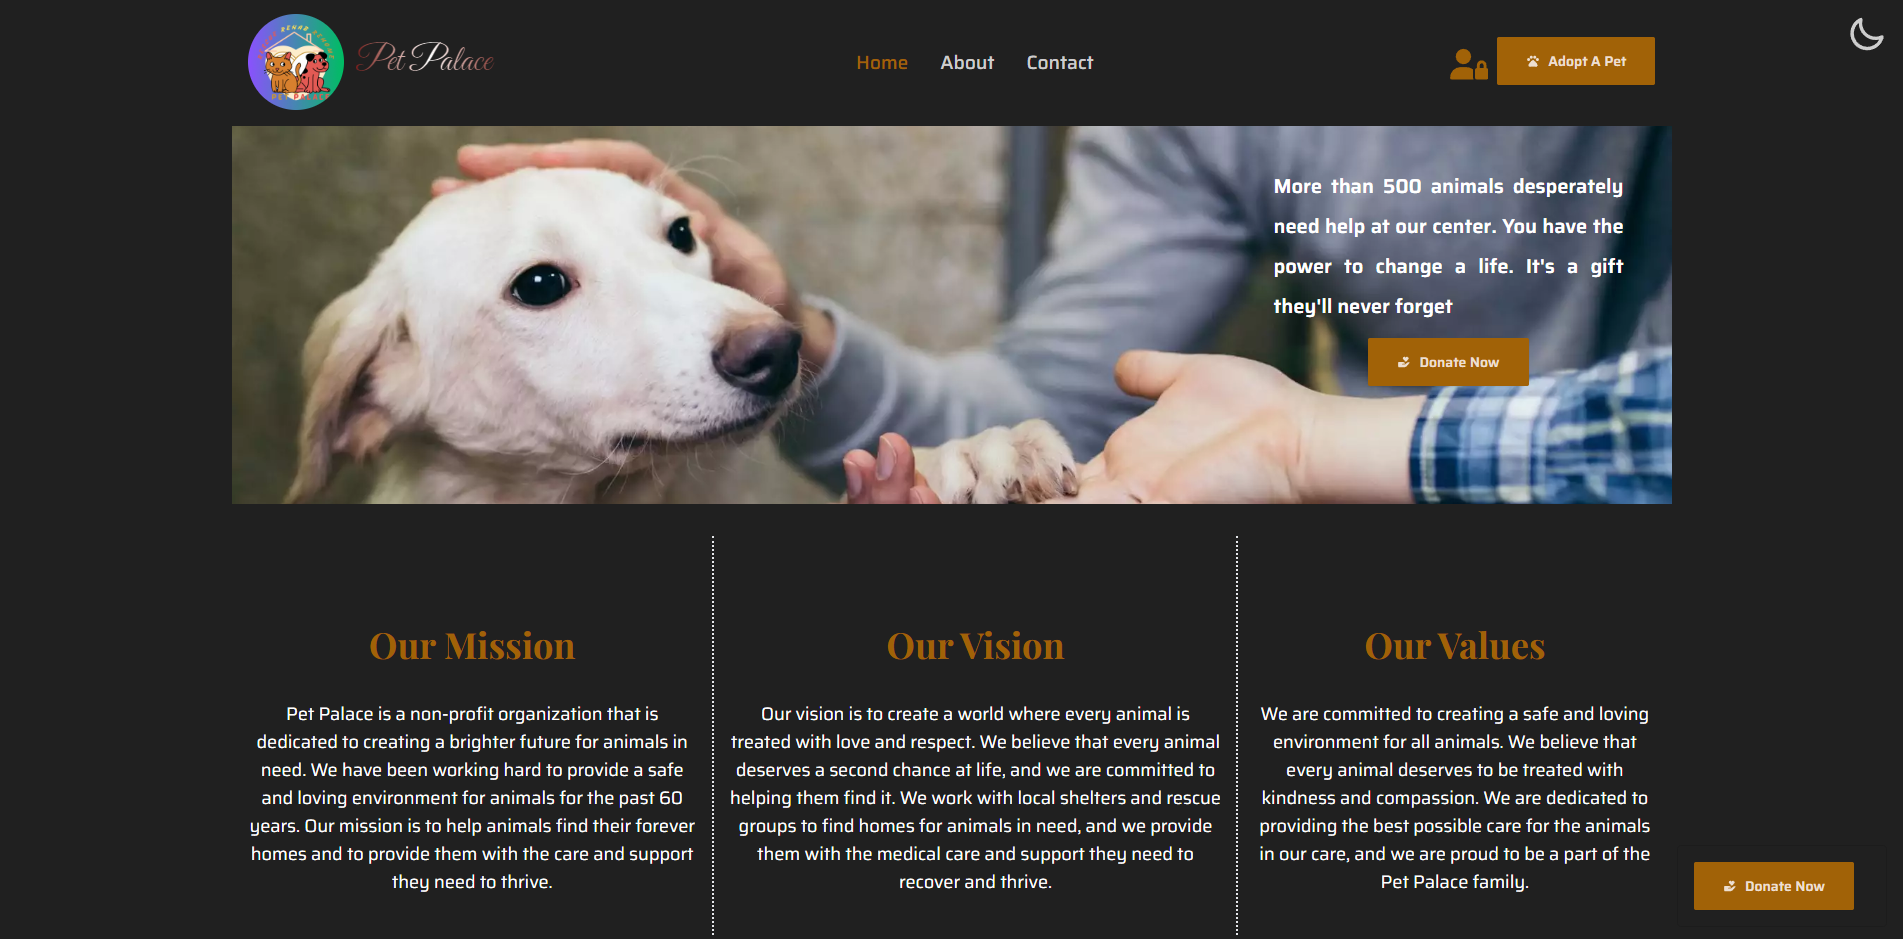 RESCUE REHAB REHOME
PET PALACE
Pet Palace
Home
About
Contact
Adopt A Pet
More than 500 animals desperately
need help at our center. You have the
power to change a life. It's a gift
they'll never forget
Donate Now
Our Mission
Pet Palace is a non-profit organization that is
dedicated to creating a brighter future for animals in
need. We have been working hard to provide a safe
and loving environment for animals for the past 60
years. Our mission is to help animals find their forever
homes and to provide them with the care and support
they need to thrive.
Our Vision
Our vision is to create a world where every animal is
treated with love and respect. We believe that every animal
deserves a second chance at life, and we are committed to
helping them find it. We work with local shelters and rescue
groups to find homes for animals in need, and we provide
them with the medical care and support they need to
recover and thrive.
Our Values
We are committed to creating a safe and loving
environment for all animals. We believe that
every animal deserves to be treated with
kindness and compassion. We are dedicated to
providing the best possible care for the animals
in our care, and we are proud to be a part of the
Pet Palace family.
Donate Now